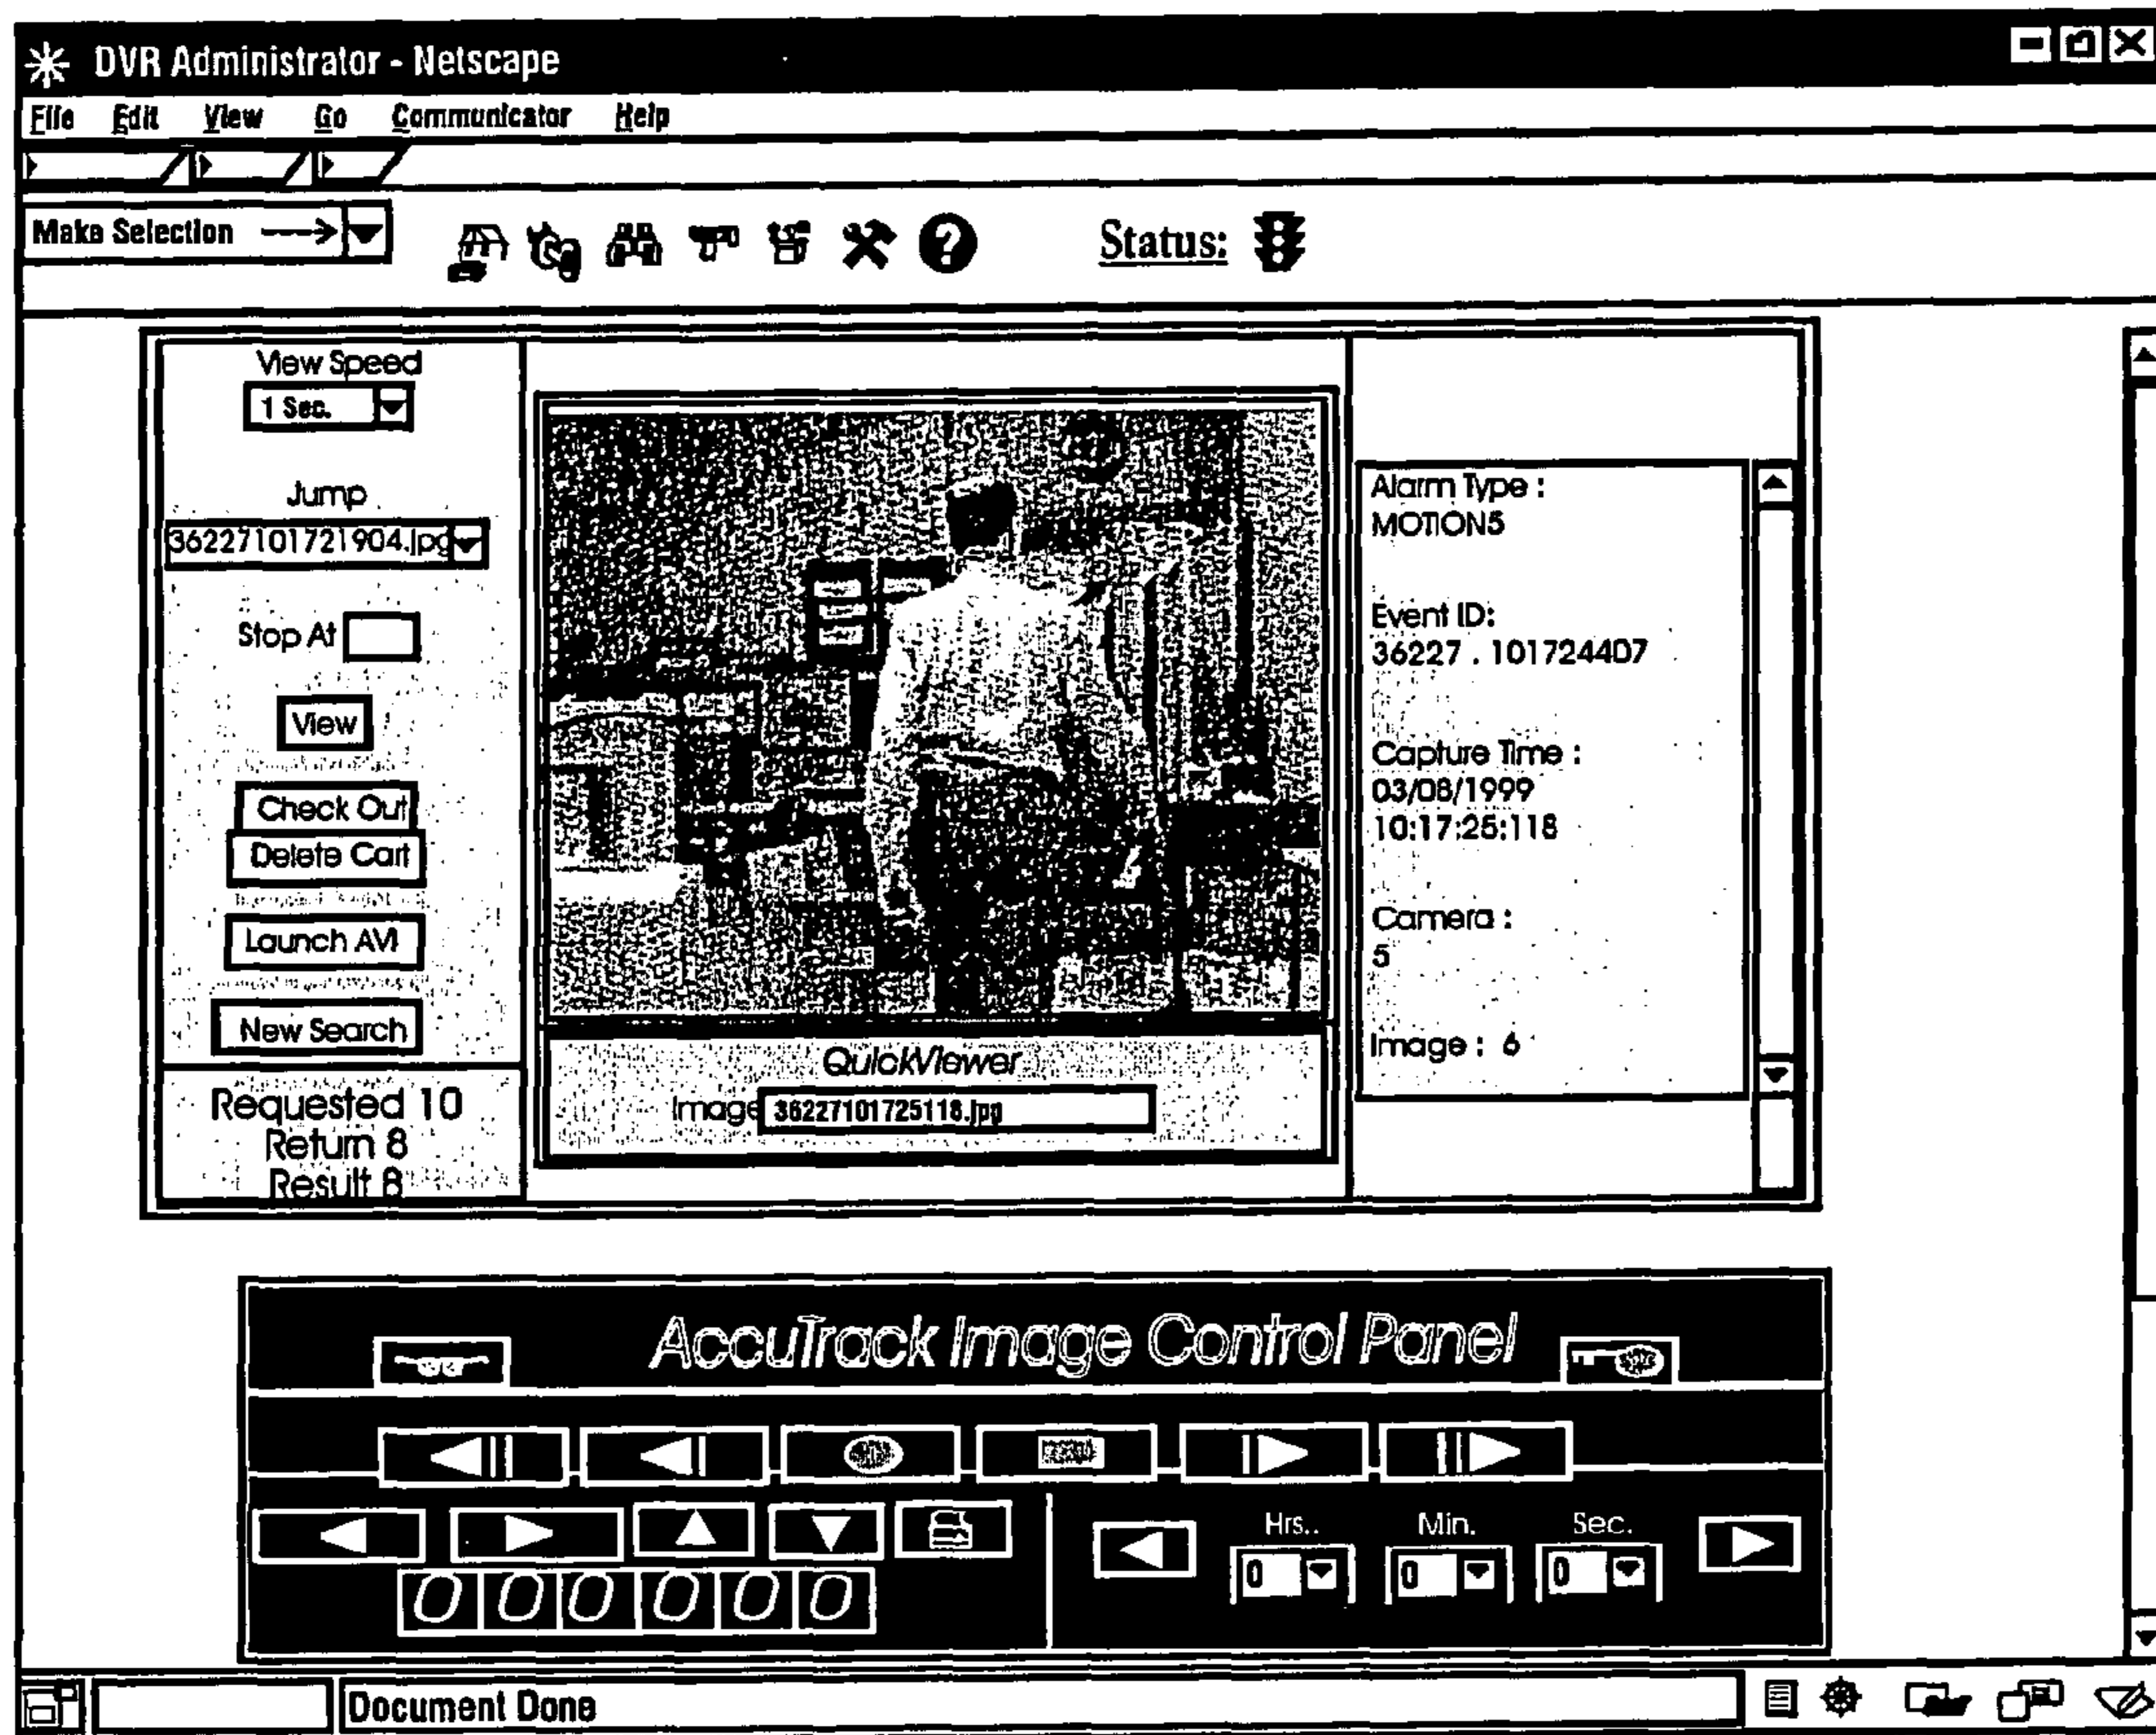 DVR Administrator - Netscape
File Edit View Go Communicator Help
Make Selection
Status:
View Speed
1 Sec.
Jump
36227101721904.jpg
Stop At
View
Check Out
Delete Cart
Launch AVI
New Search
Requested 10
Return 8
Result 8
QuickViewer
Image 36227101725118.jpg
Alarm Type :
MOTION5
Event ID:
36227 . 101724407
Capture Time :
03/08/1999
10:17:25:118
Camera :
5
Image : 6
AccuTrack Image Control Panel
Hrs.. Min. Sec.
0 0 0
0 0 0 0 0 0
Document Done